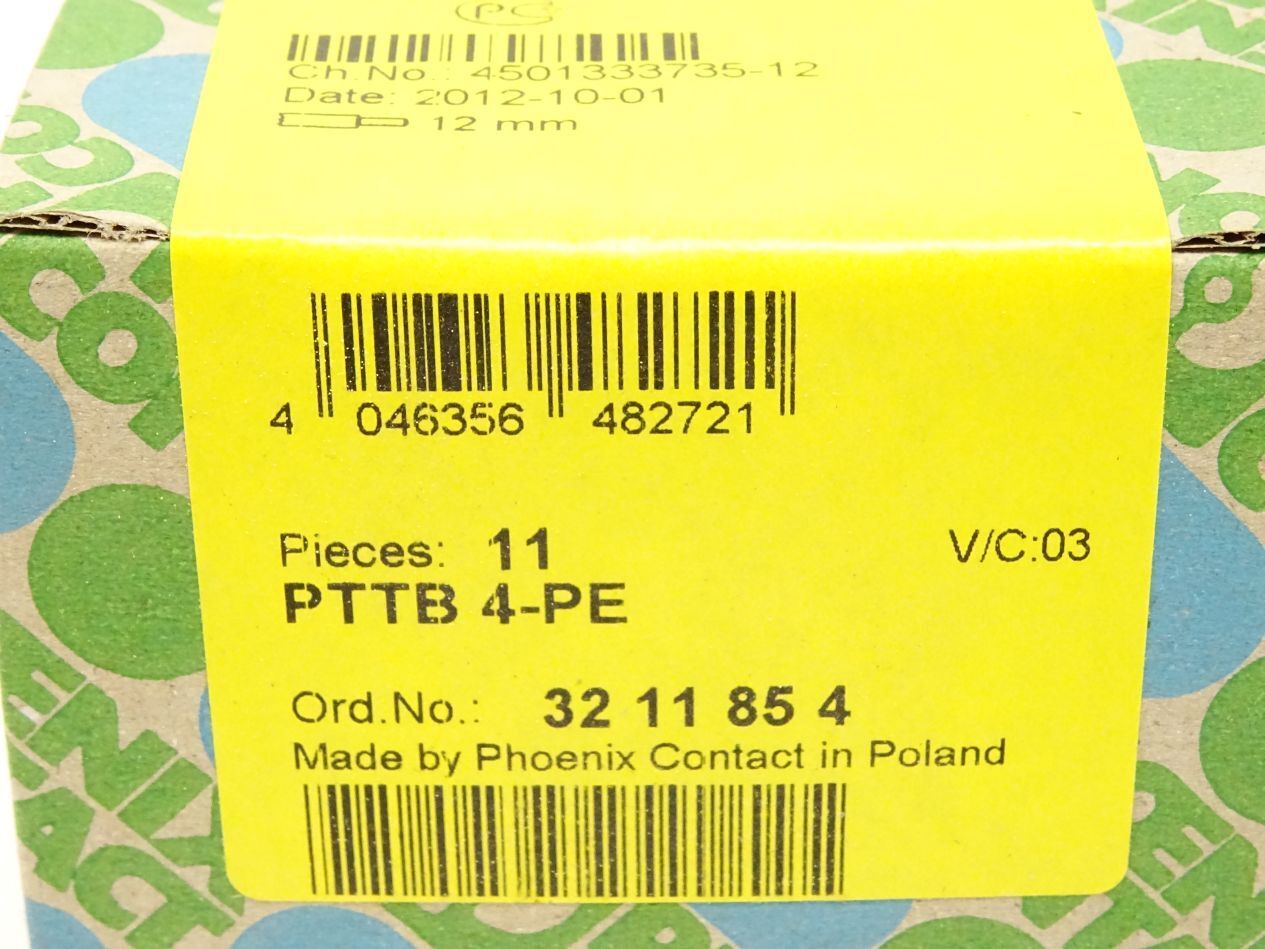 Ch.No.: 4501333735-12
Date: 2012-10-01
12 mm
4 046356 482721
Pieces: 11 V/C:03
PTTB 4-PE
Ord.No.: 32 11 85 4
Made by Phoenix Contact in Poland